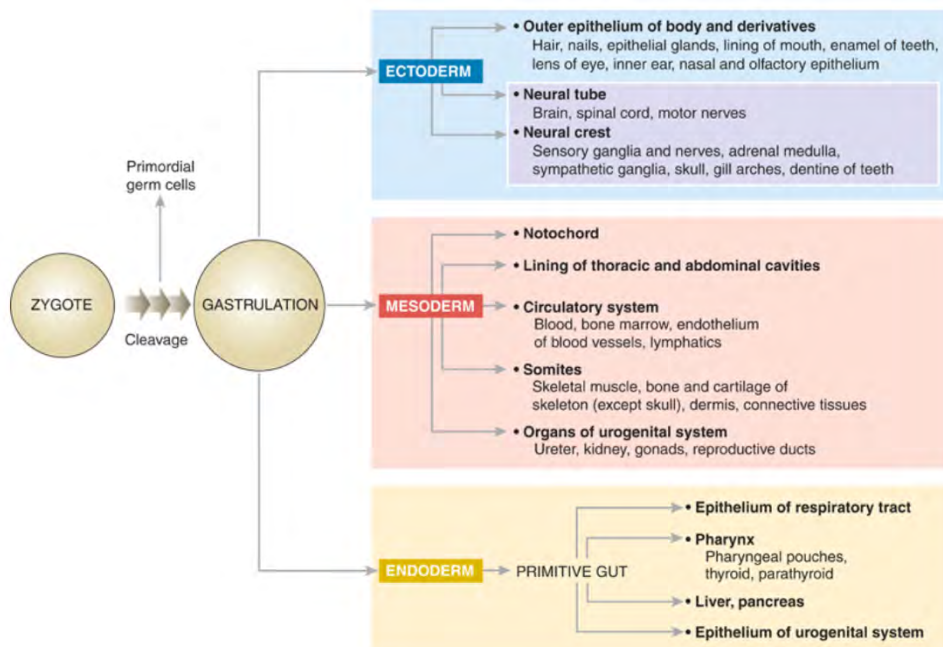 ZYGOTE
Primordial
germ cells
Cleavage
GASTRULATION
ECTODERM
• Outer epithelium of body and derivatives
Hair, nails, epithelial glands, lining of mouth, enamel of teeth,
lens of eye, inner ear, nasal and olfactory epithelium
• Neural tube
Brain, spinal cord, motor nerves
• Neural crest
Sensory ganglia and nerves, adrenal medulla,
sympathetic ganglia, skull, gill arches, dentine of teeth
MESODERM
• Notochord
• Lining of thoracic and abdominal cavities
• Circulatory system
Blood, bone marrow, endothelium
of blood vessels, lymphatics
• Somites
Skeletal muscle, bone and cartilage of
skeleton (except skull), dermis, connective tissues
• Organs of urogenital system
Ureter, kidney, gonads, reproductive ducts
ENDODERM
PRIMITIVE GUT
• Epithelium of respiratory tract
• Pharynx
Pharyngeal pouches,
thyroid, parathyroid
• Liver, pancreas
• Epithelium of urogenital system